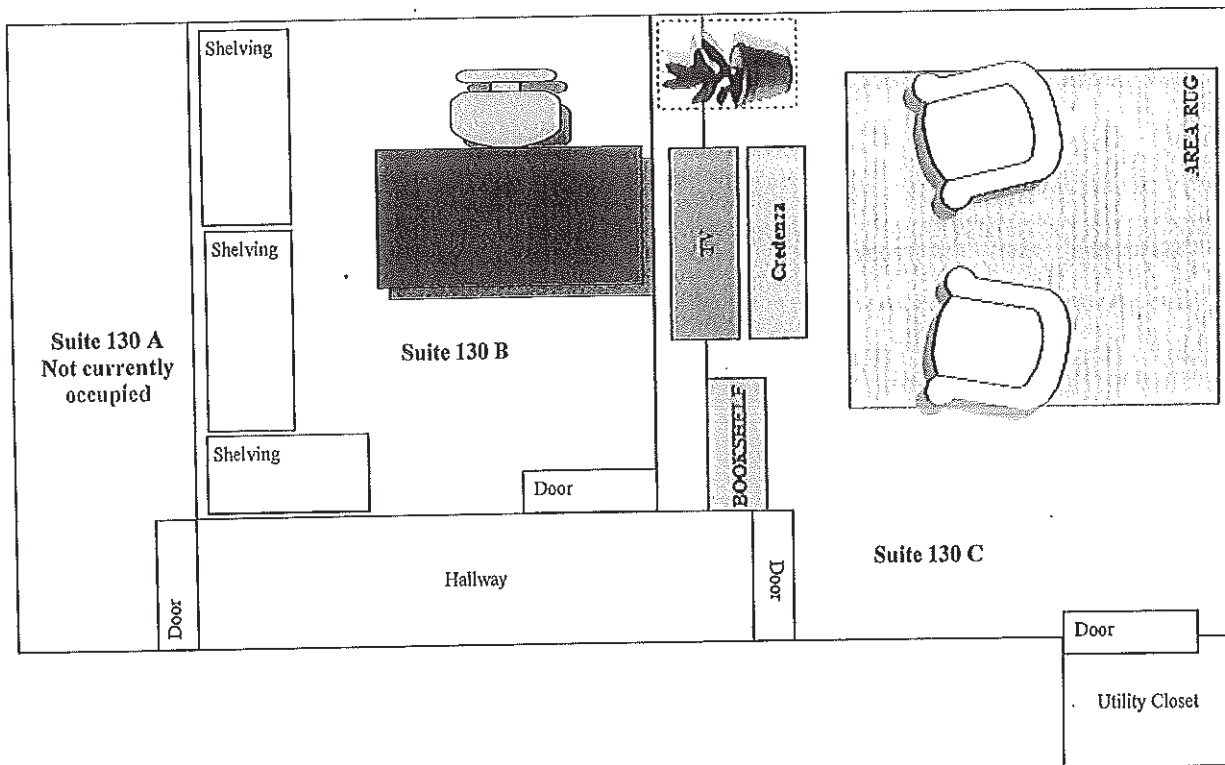 Shelving
Shelving
Shelving
Suite 130 A
Not currently
occupied
Suite 130 B
Door
Credenza
BOOKSHELF
AREA RUG
Suite 130 C
Hallway
Door
Door
Door
Utility Closet